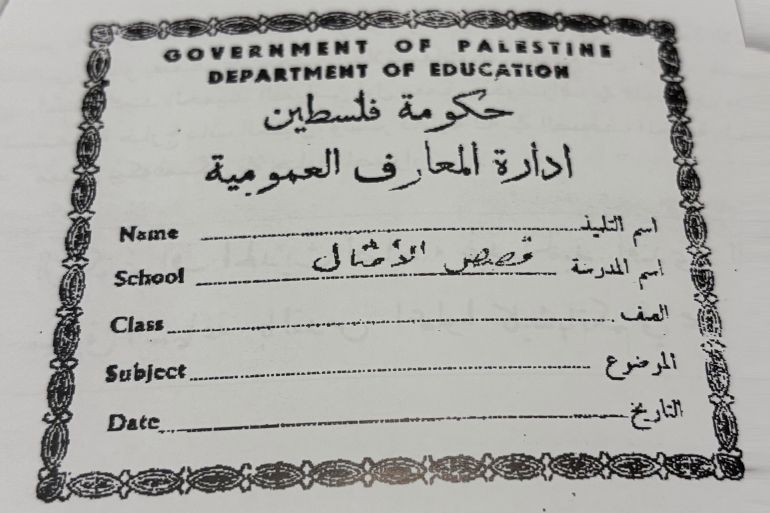 GOVERNMENT OF PALESTINE
DEPARTMENT OF EDUCATION
حكومة فلسطين
ادارة المعارف العمومية
Name اسم التلميذ
School قصص الأمثال اسم المدرسة
Class الصف
Subject الموضوع
Date التاريخ